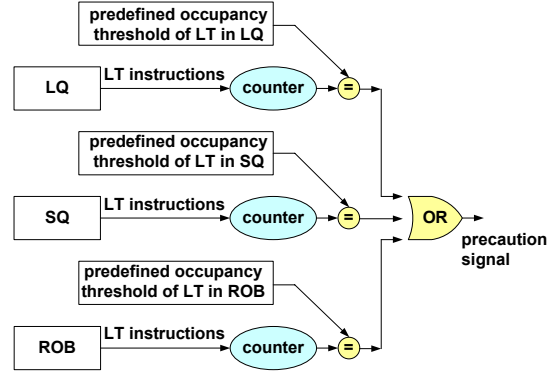 predefined occupancy
threshold of LT in LQ
LQ
LT instructions
counter
=
predefined occupancy
threshold of LT in SQ
SQ
LT instructions
counter
=
OR
precaution
signal
predefined occupancy
threshold of LT in ROB
ROB
LT instructions
counter
=